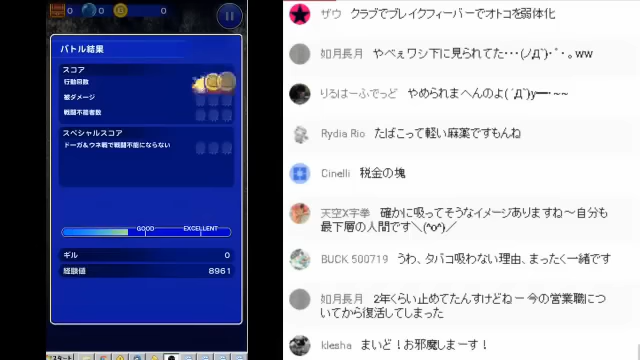 0
0
0
バトル結果
スコア
行動回数
被ダメージ
戦闘不能者数
スペシャルスコア
ドーガ&ウネ戦で戦闘不能にならない
GOOD
EXCELLENT
ギル 0
経験値 8961
スタート
ザウ クラブでブレイクフィーバーでオトコを弱体化
如月長月 やべぇワシ下に見られてた・・・(ノД`)・゜・。ww
りるはーふでっど やめられまへんのよ(´Д`)y━・~~
Rydia Rio たばこって軽い麻薬ですもんね
Cinelli 税金の塊
天空X字拳 確かに吸ってそうなイメージありますね～自分も
最下層の人間です＼(^o^)／
BUCK 500719 うわ、タバコ吸わない理由、まったく一緒です
如月長月 2年くらい止めてたんすけどねー 今の営業職につ
いてから復活してしまった
klesha まいど！お邪魔しまーす！